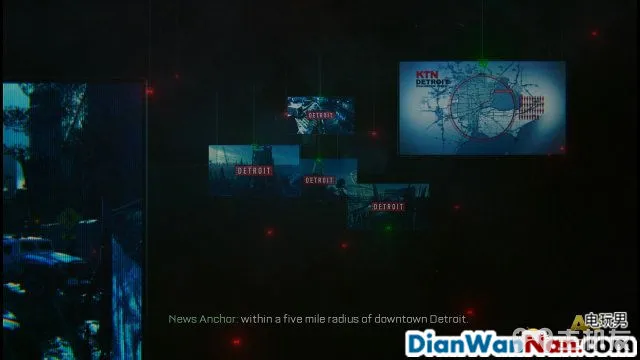 KTN
DETROIT
DETROIT
DETROIT
DETROIT
DETROIT
News Anchor: within a five mile radius of downtown Detroit.
电玩男
DianWanNan.com